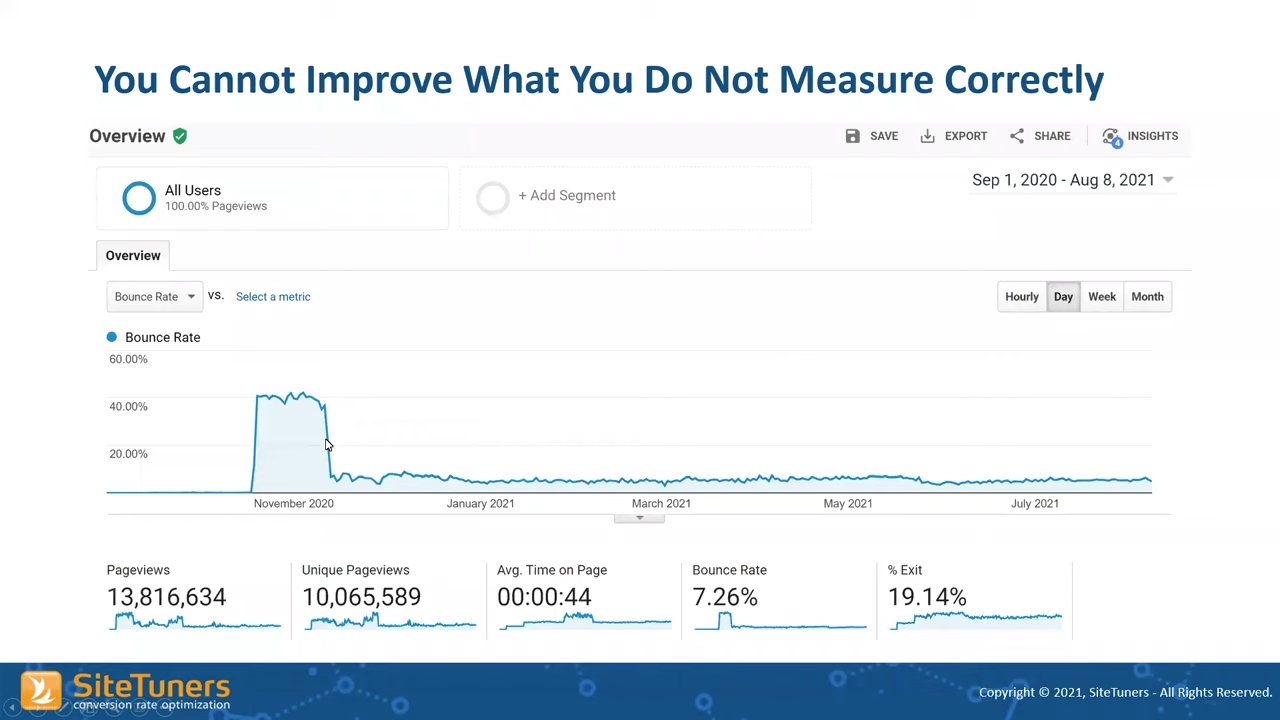 You Cannot Improve What You Do Not Measure Correctly
Overview
SAVE
EXPORT
SHARE
4
INSIGHTS
All Users
100.00% Pageviews
+ Add Segment
Sep 1, 2020 - Aug 8, 2021
Overview
Bounce Rate
VS.
Select a metric
Hourly
Day
Week
Month
Bounce Rate
60.00%
40.00%
20.00%
November 2020
January 2021
March 2021
May 2021
July 2021
Pageviews
13,816,634
Unique Pageviews
10,065,589
Avg. Time on Page
00:00:44
Bounce Rate
7.26%
% Exit
19.14%
SiteTuners
conversion rate optimization
Copyright © 2021, SiteTuners - All Rights Reserved.